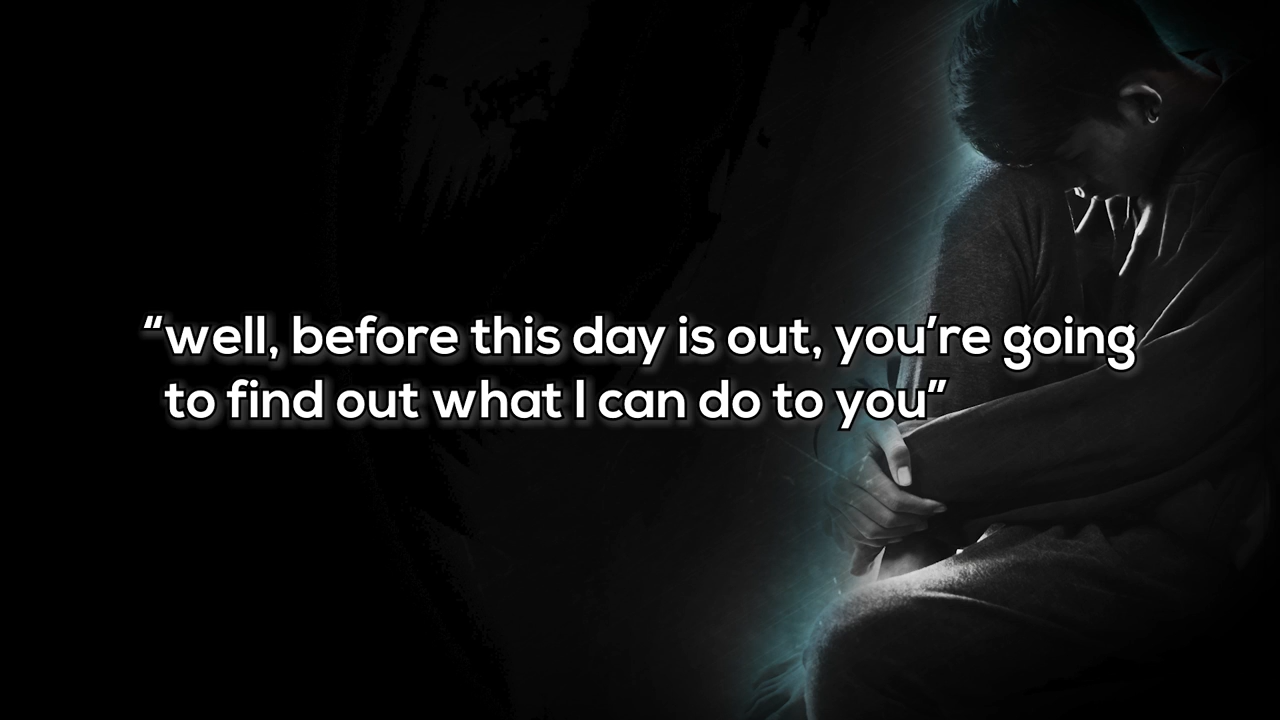 “well, before this day is out, you’re going
to find out what I can do to you”